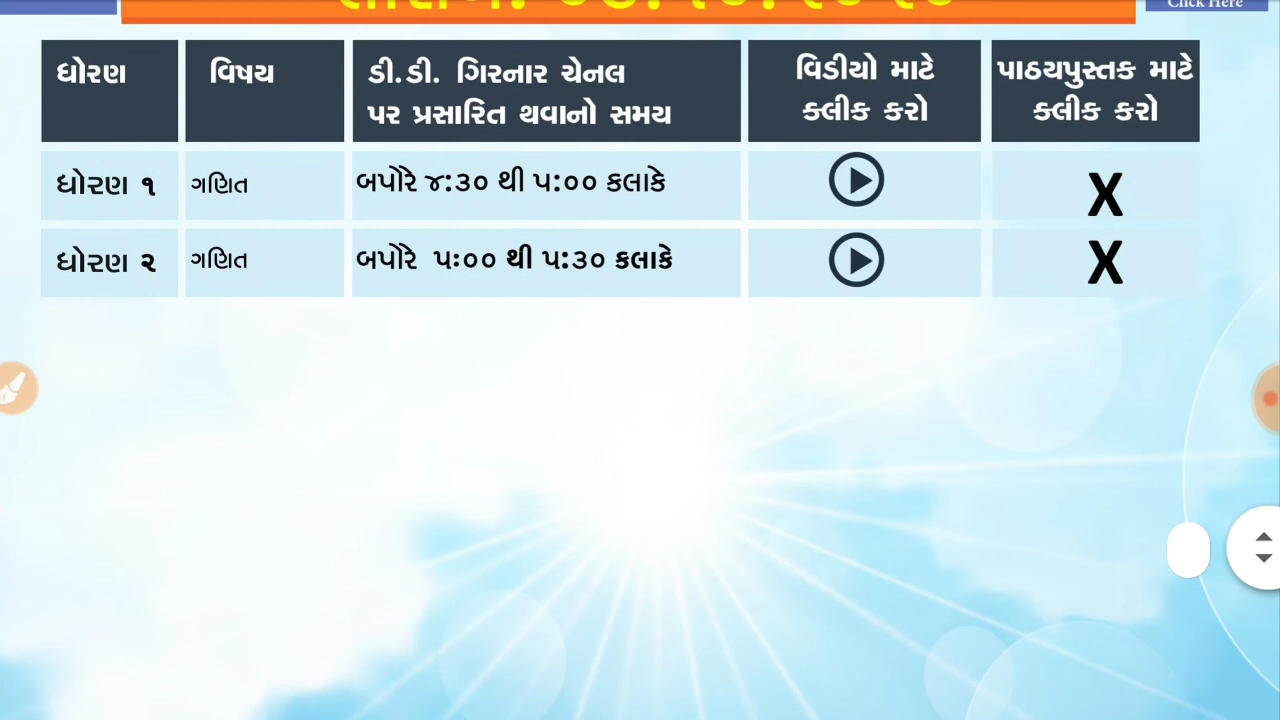 Click Here
ધોરણ
વિષય
ડી.ડી. ગિરનાર ચેનલ
પર પ્રસારિત થવાનો સમય
વિડીયો માટે
ક્લીક કરો
પાઠયપુસ્તક માટે
ક્લીક કરો
ધોરણ ૧
ગણિત
બપોરે ૪:૩૦ થી ૫:૦૦ કલાકે
X
ધોરણ ૨
ગણિત
બપોરે ૫:૦૦ થી ૫:૩૦ કલાકે
X